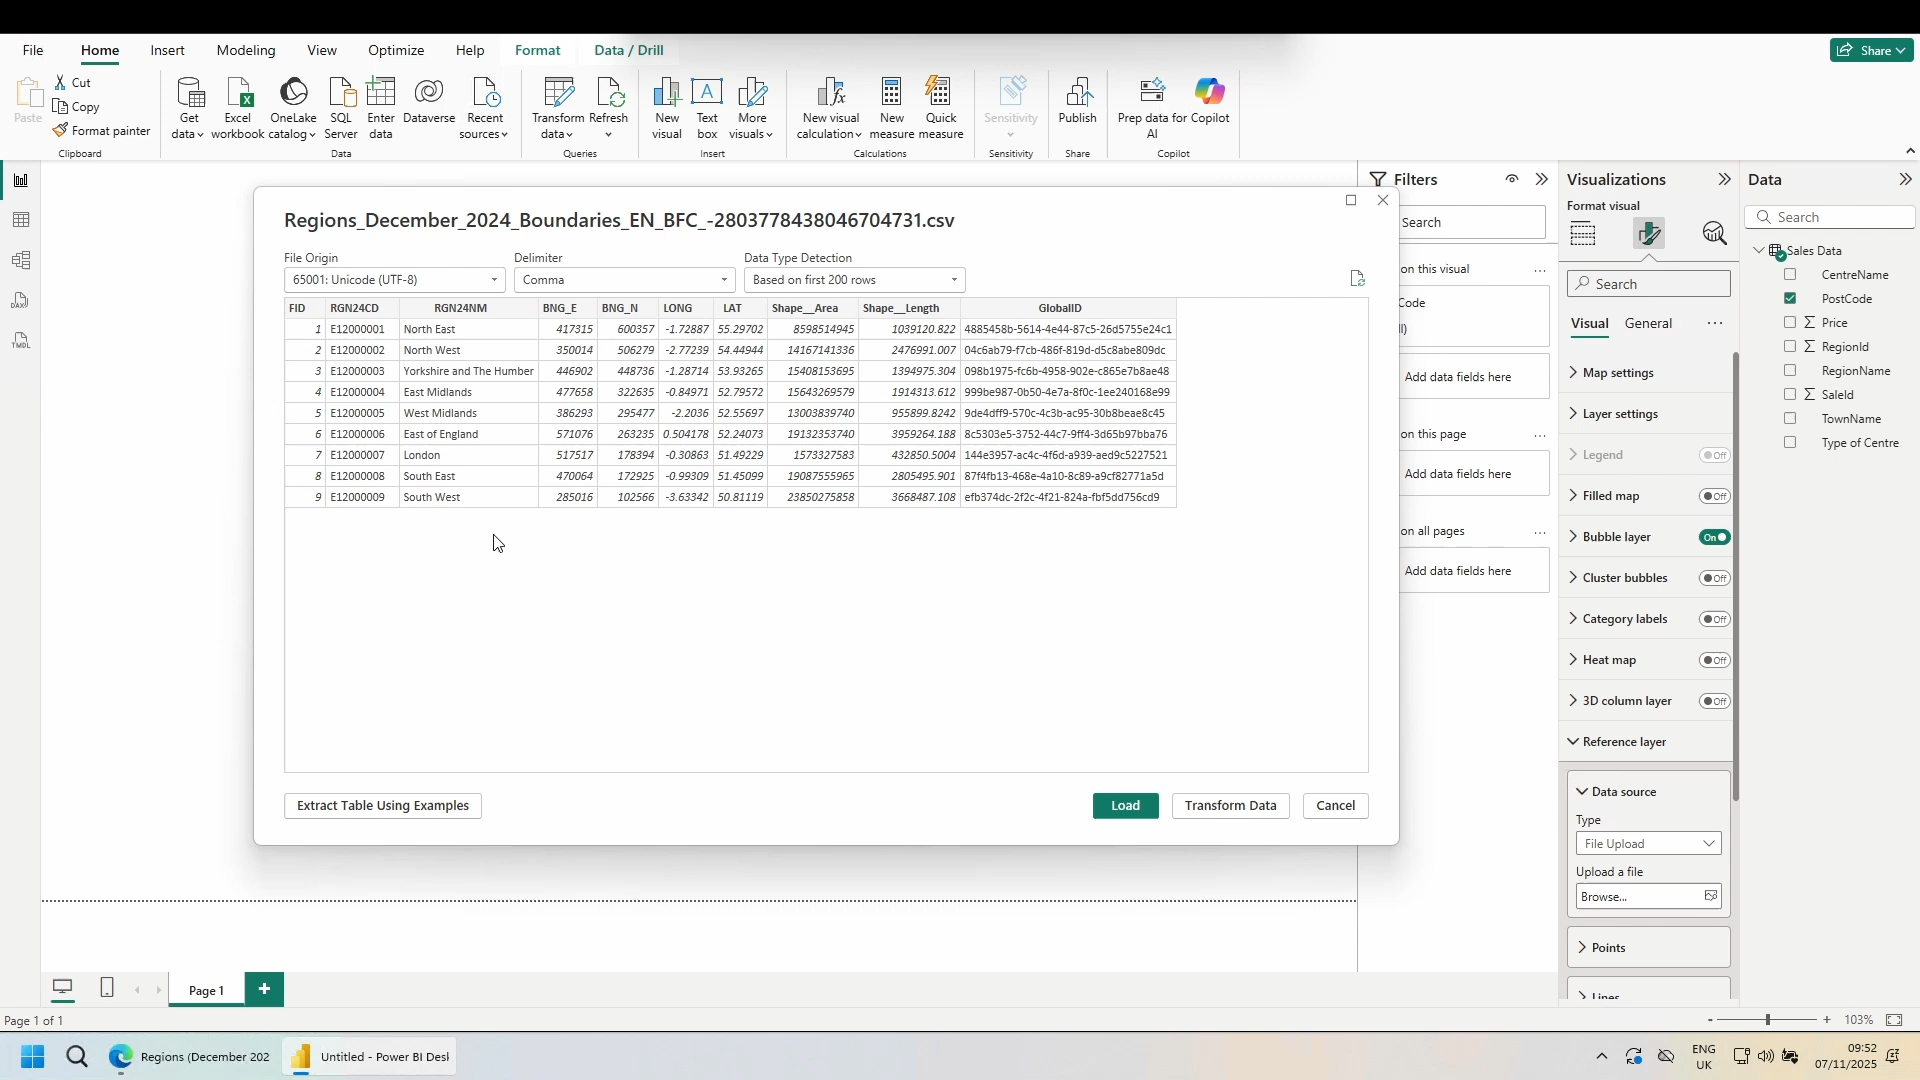 File Home Insert Modeling View Optimize Help Format Data / Drill Share
Paste Cut
Copy
Format painter
Get data Excel workbook OneLake catalog SQL Server Enter data Dataverse Recent sources Transform data Refresh New visual Text box More visuals New visual calculation New measure Quick measure Sensitivity Publish Prep data for AI Copilot
Clipboard Data Queries Insert Calculations Sensitivity Share Copilot
Regions_December_2024_Boundaries_EN_BFC_-2803778438046704731.csv
File Origin Delimiter Data Type Detection
65001: Unicode (UTF-8) Comma Based on first 200 rows
FID RGN24CD RGN24NM BNG_E BNG_N LONG LAT Shape__Area Shape__Length GlobalID
1 E12000001 North East 417315 600357 -1.72887 55.29702 8598514945 1039120.822 4885458b-5614-4e44-87c5-26d5755e24c1
2 E12000002 North West 350014 506279 -2.77239 54.44944 14167141336 2476991.007 04c6ab79-f7cb-486f-819d-d5c8abe809dc
3 E12000003 Yorkshire and The Humber 446902 448736 -1.28714 53.93265 15408153695 1394975.304 098b1975-fc6b-4958-902e-c865e7b8ae48
4 E12000004 East Midlands 477658 322635 -0.84971 52.79572 15643269579 1914313.612 999be987-0b50-4e7a-8f0c-1ee240168e99
5 E12000005 West Midlands 386293 295477 -2.2036 52.55697 13003839740 955899.8242 9de4dff9-570c-4c3b-ac95-30b8beae8c45
6 E12000006 East of England 571076 263235 0.504178 52.24073 19132353740 3959264.188 8c5303e5-3752-44c7-9ff4-3d65b97bba76
7 E12000007 London 517517 178394 -0.30863 51.49229 1573327583 432850.5004 144e3957-ac4c-4f6d-a939-aed9c5227521
8 E12000008 South East 470064 172925 -0.99309 51.45099 19087555965 2805495.901 87f4fb13-468e-4a10-8c89-a9cf82771a5d
9 E12000009 South West 285016 102566 -3.63342 50.81119 23850275858 3668487.108 efb374dc-2f2c-4f21-824a-fbf5dd756cd9
Extract Table Using Examples Load Transform Data Cancel
Filters
Search
on this visual ...
Code
ll)
Add data fields here
on this page ...
Add data fields here
on all pages ...
Add data fields here
Visualizations
Format visual
Search
Visual General ...
Map settings
Layer settings
Legend Off
Filled map Off
Bubble layer On
Cluster bubbles Off
Category labels Off
Heat map Off
3D column layer Off
Reference layer
Data source
Type
File Upload
Upload a file
Browse...
Points
Lines
Data
Search
Sales Data
CentreName
PostCode
∑ Price
∑ RegionId
RegionName
∑ SaleId
TownName
Type of Centre
DAX
TMDL
Page 1 +
Page 1 of 1 - + 103%
Regions (December 202 Untitled - Power BI Desk ENG
UK
09:52
07/11/2025